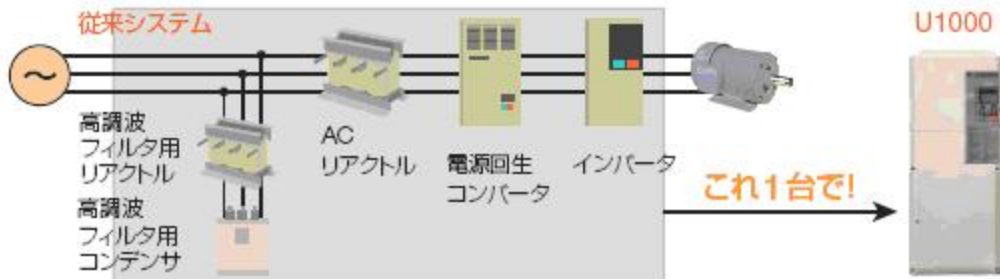 従来システム
U1000
高調波
フィルタ用
リアクトル
AC
リアクトル
電源回生
コンバータ
インバータ
これ1台で!
高調波
フィルタ用
コンデンサ